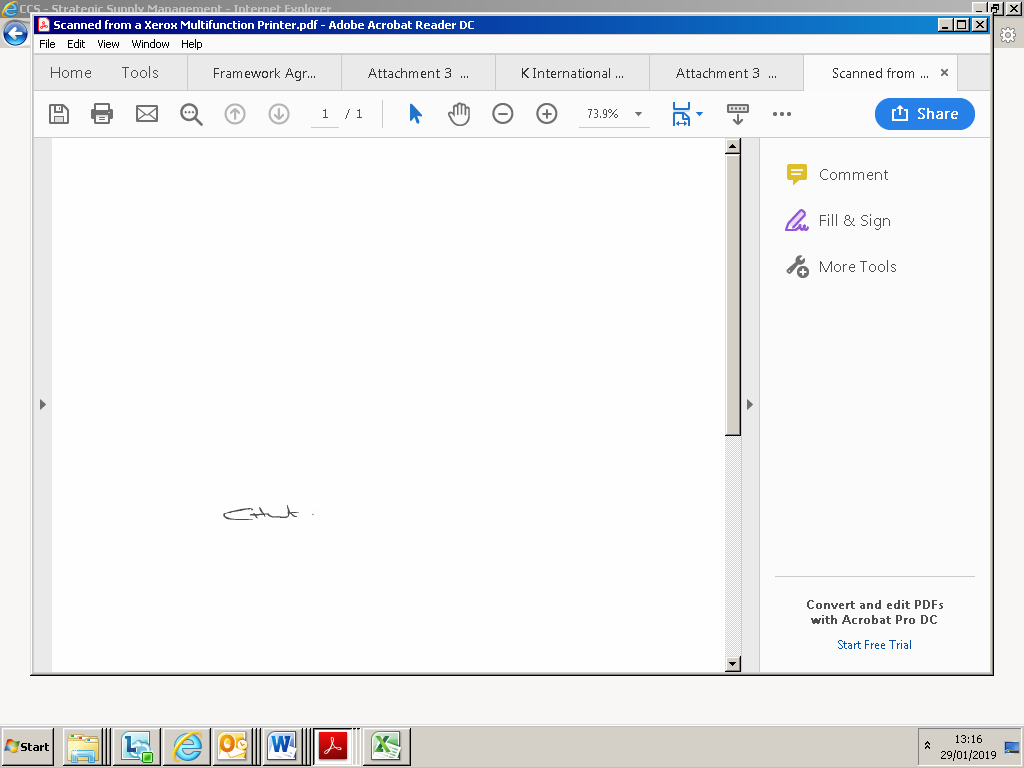 CCS - Strategic Supply Management - Internet Explorer
Scanned from a Xerox Multifunction Printer.pdf - Adobe Acrobat Reader DC
File Edit View Window Help
Home Tools Framework Agr... Attachment 3 ... K International ... Attachment 3 ... Scanned from ... ×
1 / 1 73.9% Share
Comment
Fill & Sign
More Tools
Convert and edit PDFs
with Acrobat Pro DC
Start Free Trial
Start
13:16
29/01/2019